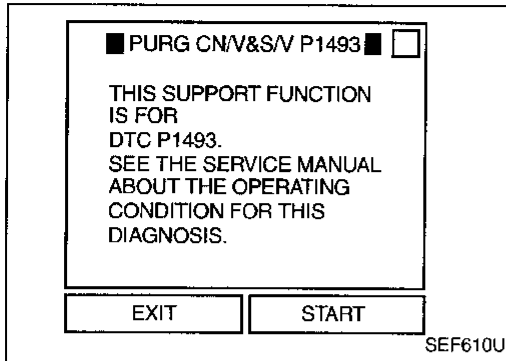 PURG CN/V&S/V P1493
THIS SUPPORT FUNCTION
IS FOR
DTC P1493.
SEE THE SERVICE MANUAL
ABOUT THE OPERATING
CONDITION FOR THIS
DIAGNOSIS.
EXIT START
SEF610U